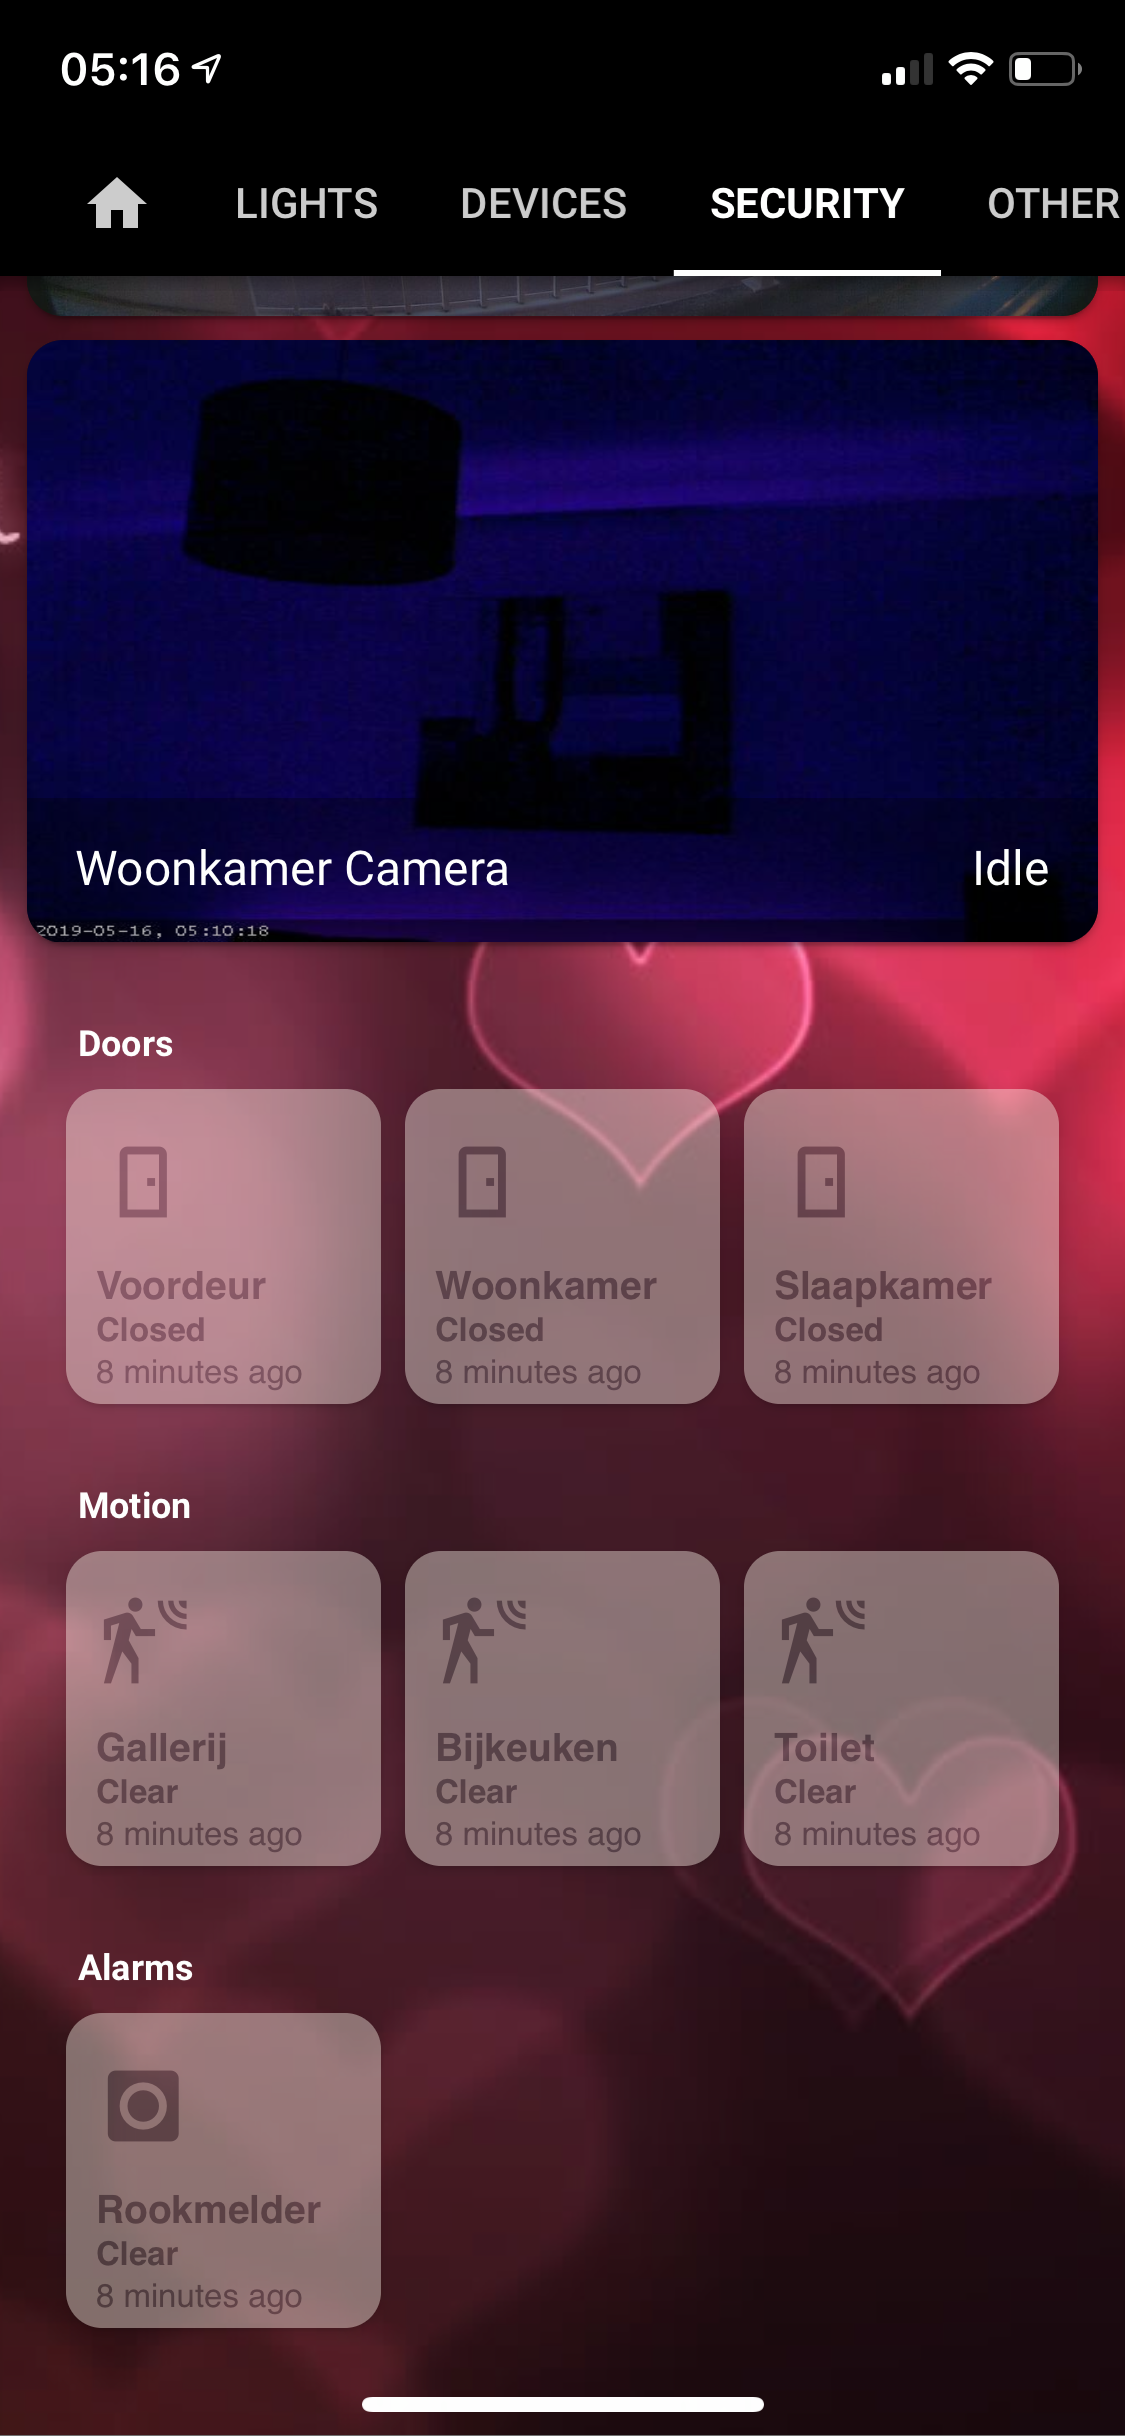 05:16
LIGHTS DEVICES SECURITY OTHER
Woonkamer Camera Idle
2019-05-16, 05:10:18
Doors
Voordeur Woonkamer Slaapkamer
Closed Closed Closed
8 minutes ago 8 minutes ago 8 minutes ago
Motion
Gallerij Bijkeuken Toilet
Clear Clear Clear
8 minutes ago 8 minutes ago 8 minutes ago
Alarms
Rookmelder
Clear
8 minutes ago